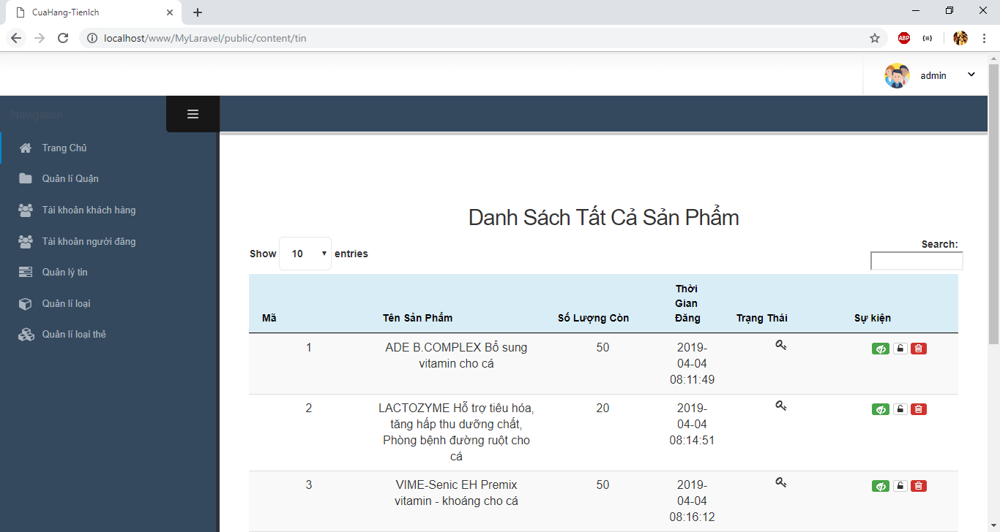 CuaHang-TienIch
localhost/www/MyLaravel/public/content/tin
ABP
admin
Navigation
Trang Chủ
Quản lí Quận
Tài khoản khách hàng
Tài khoản người đăng
Quản lý tin
Quản lí loại
Quản lí loại thẻ
Danh Sách Tất Cả Sản Phẩm
Show 10 entries
Search:
Mã Tên Sản Phẩm Số Lượng Còn Thời Gian Đăng Trạng Thái Sự kiện
1 ADE B.COMPLEX Bổ sung 50 2019-
vitamin cho cá 04-04
08:11:49
2 LACTOZYME Hỗ trợ tiêu hóa, 20 2019-
tăng hấp thu dưỡng chất, 04-04
Phòng bệnh đường ruột cho 08:14:51
cá
3 VIME-Senic EH Premix 50 2019-
vitamin - khoáng cho cá 04-04
08:16:12